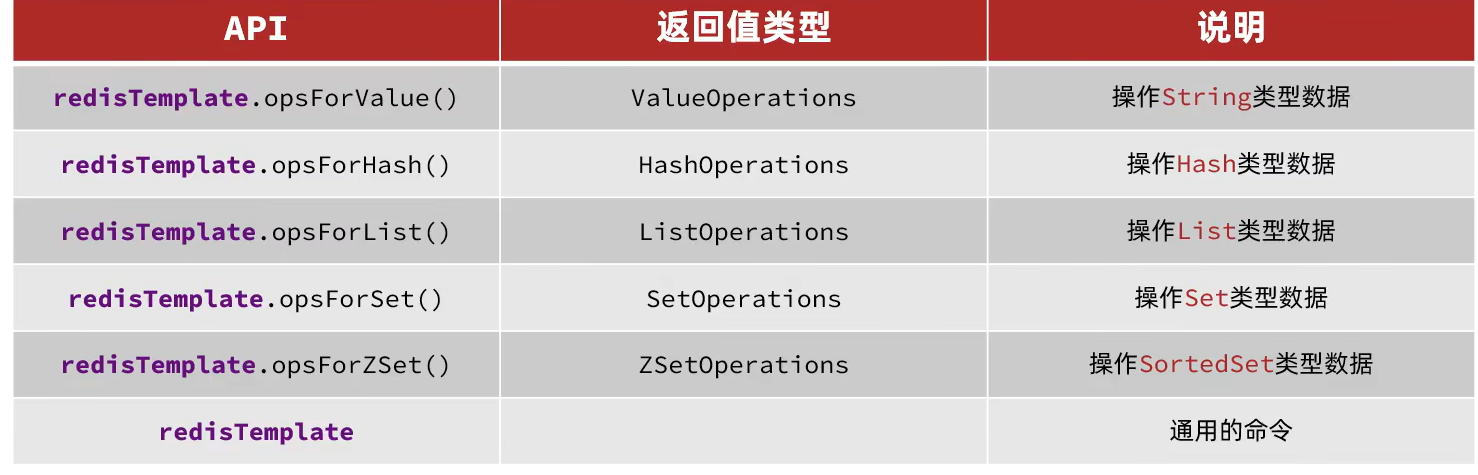 API 返回值类型 说明
redisTemplate.opsForValue() ValueOperations 操作String类型数据
redisTemplate.opsForHash() HashOperations 操作Hash类型数据
redisTemplate.opsForList() ListOperations 操作List类型数据
redisTemplate.opsForSet() SetOperations 操作Set类型数据
redisTemplate.opsForZSet() ZSetOperations 操作SortedSet类型数据
redisTemplate 通用的命令